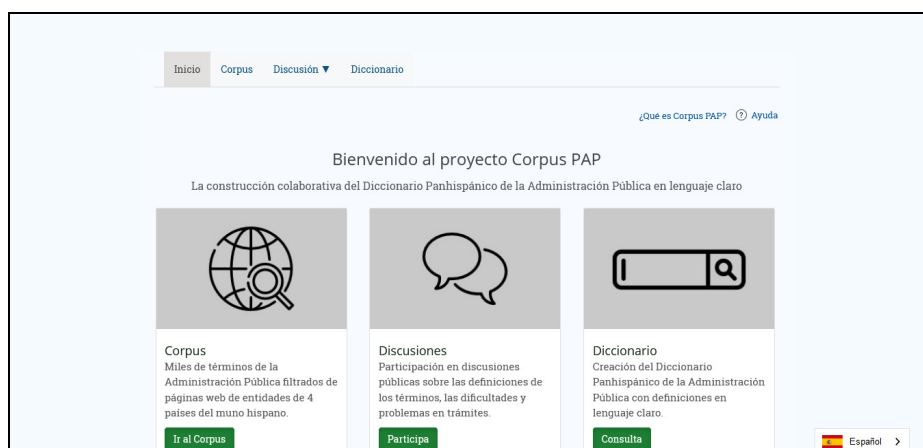 Inicio Corpus Discusión ▼ Diccionario
¿Qué es Corpus PAP? ? Ayuda
Bienvenido al proyecto Corpus PAP
La construcción colaborativa del Diccionario Panhispánico de la Administración Pública en lenguaje claro
Corpus
Miles de términos de la
Administración Pública filtrados de
páginas web de entidades de 4
países del muno hispano.
Ir al Corpus
Discusiones
Participación en discusiones
públicas sobre las definiciones de
los términos, las dificultades y
problemas en trámites.
Participa
Diccionario
Creación del Diccionario
Panhispánico de la Administración
Pública con definiciones en
lenguaje claro.
Consulta
Español